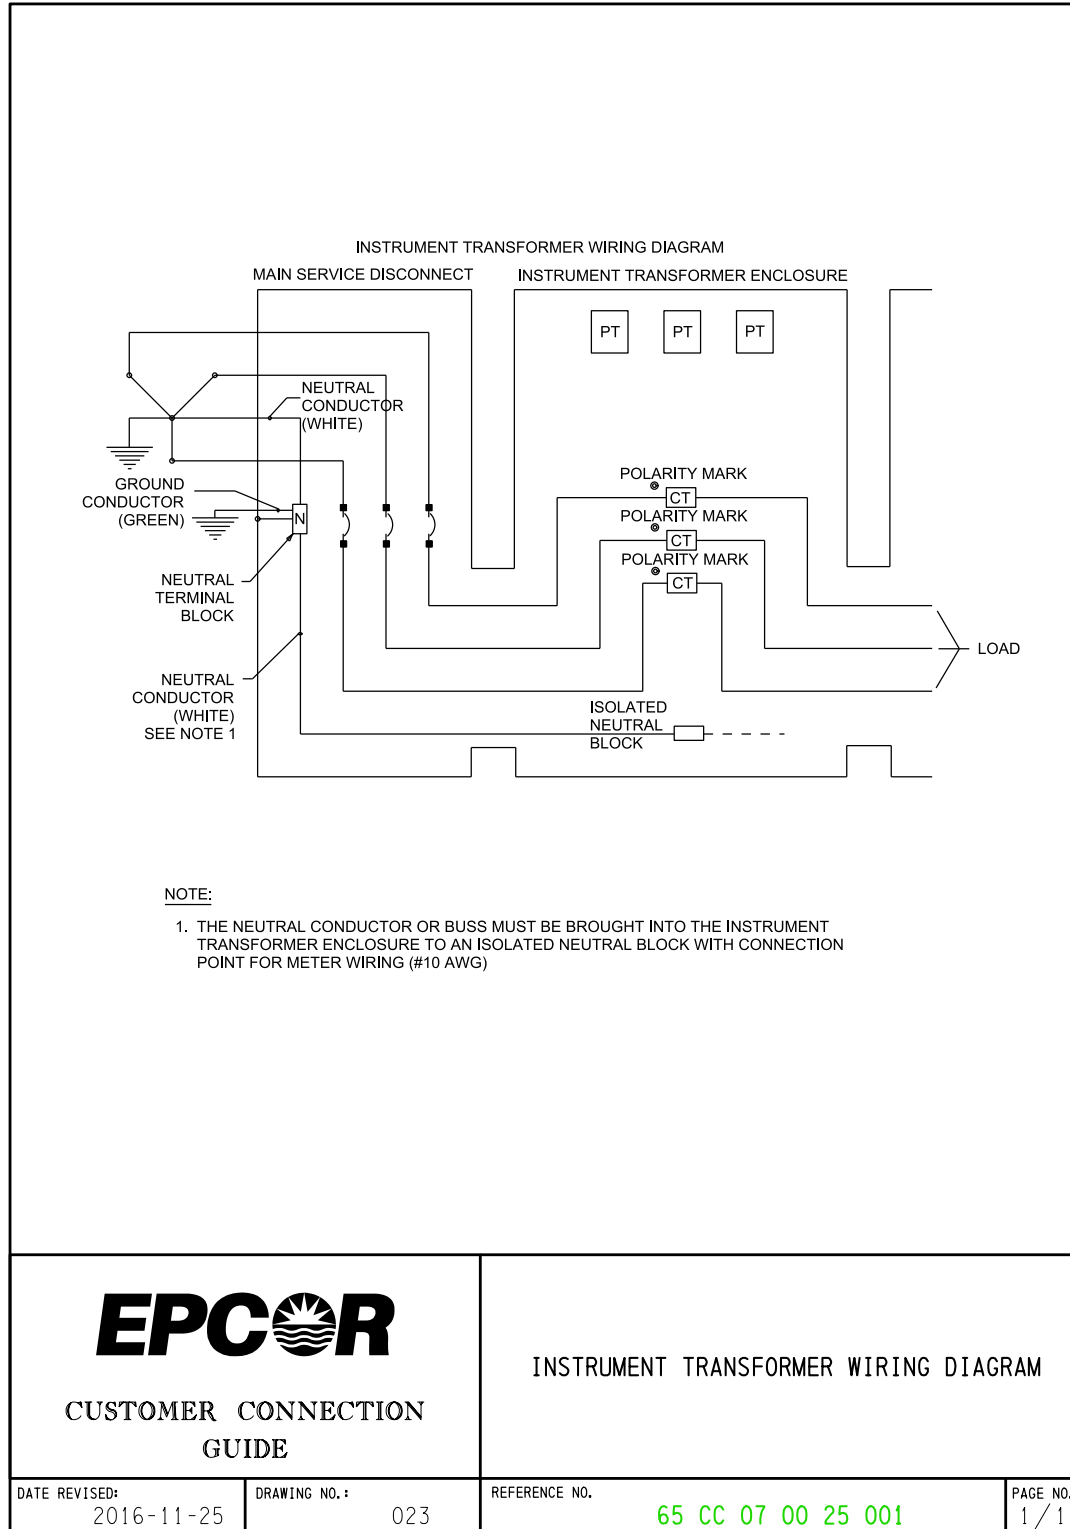 INSTRUMENT TRANSFORMER WIRING DIAGRAM
MAIN SERVICE DISCONNECT
INSTRUMENT TRANSFORMER ENCLOSURE
PT
PT
PT
NEUTRAL
CONDUCTOR
(WHITE)
POLARITY MARK
CT
GROUND
CONDUCTOR
(GREEN)
N
POLARITY MARK
CT
POLARITY MARK
CT
NEUTRAL
TERMINAL
BLOCK
LOAD
NEUTRAL
CONDUCTOR
(WHITE)
SEE NOTE 1
ISOLATED
NEUTRAL
BLOCK
NOTE:
1. THE NEUTRAL CONDUCTOR OR BUSS MUST BE BROUGHT INTO THE INSTRUMENT
TRANSFORMER ENCLOSURE TO AN ISOLATED NEUTRAL BLOCK WITH CONNECTION
POINT FOR METER WIRING (#10 AWG)
EPCOR
CUSTOMER CONNECTION
GUIDE
INSTRUMENT TRANSFORMER WIRING DIAGRAM
DATE REVISED:
2016-11-25
DRAWING NO.:
023
REFERENCE NO.
65 CC 07 00 25 001
PAGE NO.
1/1